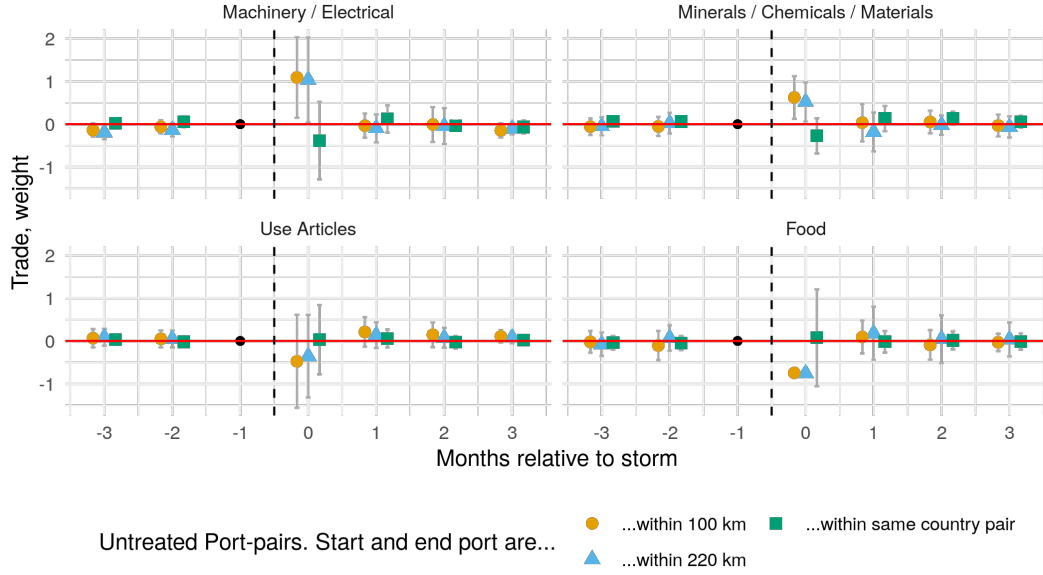 Machinery / Electrical
Minerals / Chemicals / Materials
2
1
0
-1
Trade, weight
Use Articles
Food
2
1
0
-1
-3 -2 -1 0 1 2 3
-3 -2 -1 0 1 2 3
Months relative to storm
Untreated Port-pairs. Start and end port are...
...within 100 km
...within same country pair
...within 220 km